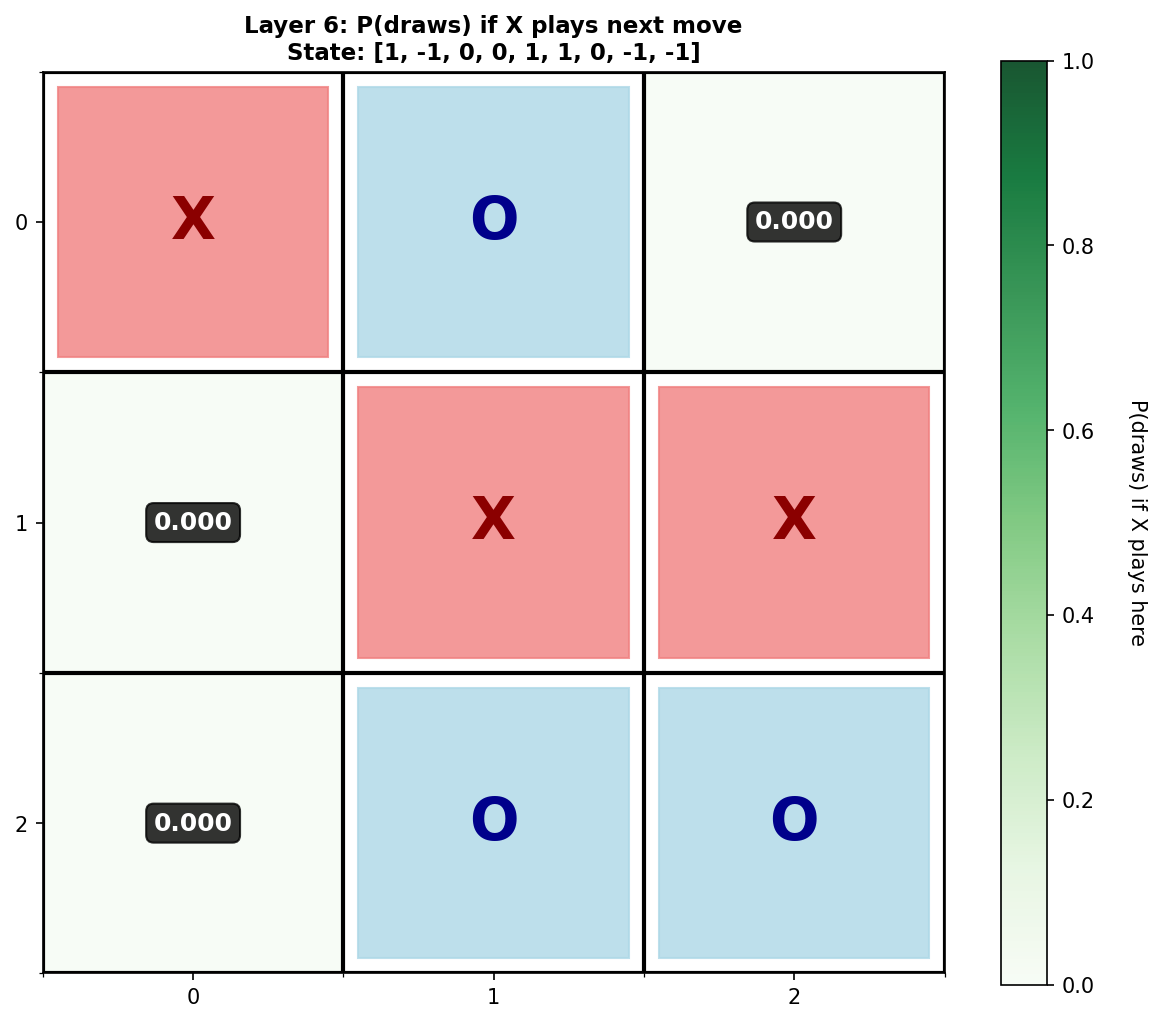 Layer 6: P(draws) if X plays next move
State: [1, -1, 0, 0, 1, 1, 0, -1, -1]
0
X
O
0.000
1
0.000
X
X
2
0.000
O
O
0
1
2
1.0
0.8
0.6
0.4
0.2
0.0
P(draws) if X plays here